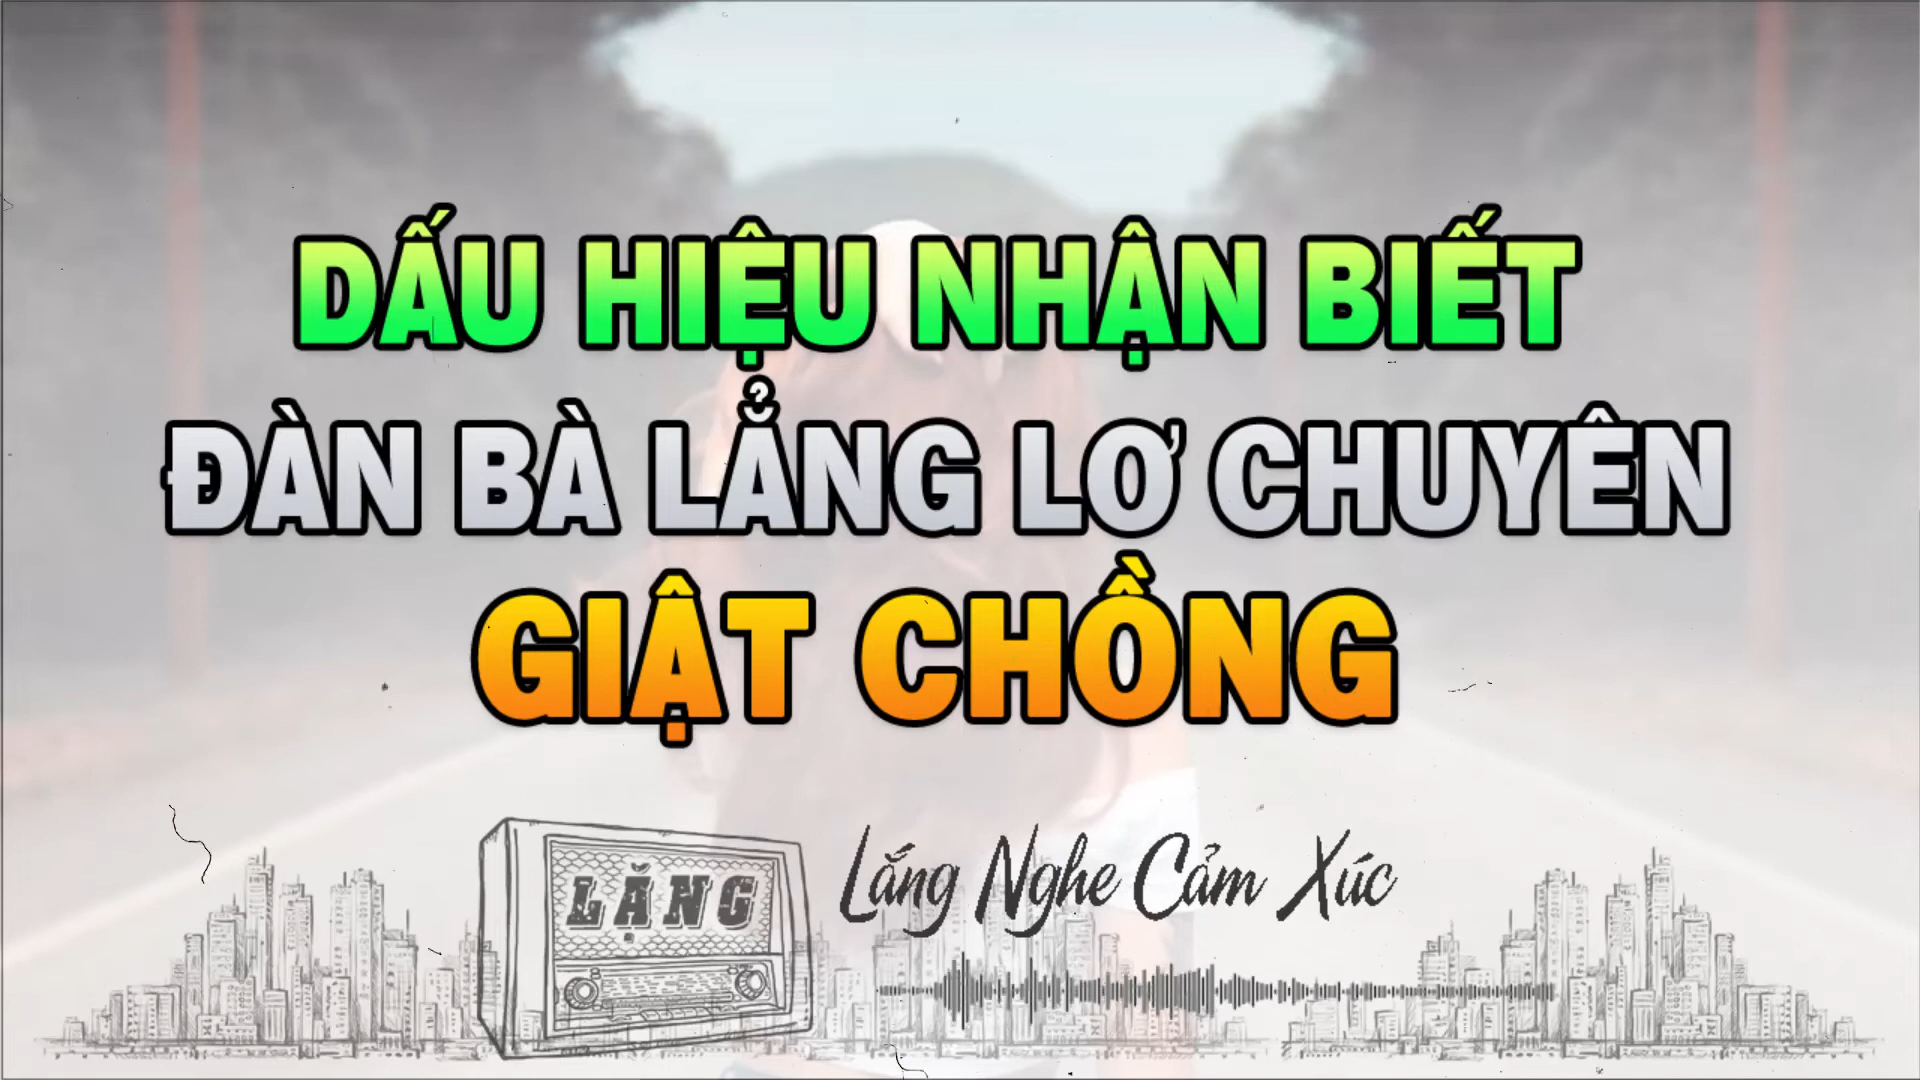 DẤU HIỆU NHẬN BIẾT
ĐÀN BÀ LẲNG LƠ CHUYÊN
GIẬT CHỒNG
LẶNG
Lắng Nghe Cảm Xúc